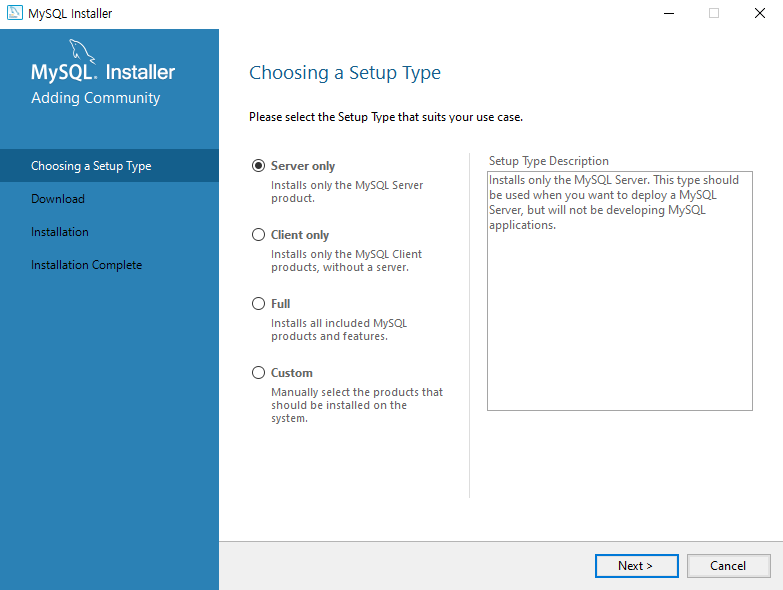 MySQL Installer
MySQL. Installer
Adding Community
Choosing a Setup Type
Download
Installation
Installation Complete
Choosing a Setup Type
Please select the Setup Type that suits your use case.
Server only
Installs only the MySQL Server
product.
Client only
Installs only the MySQL Client
products, without a server.
Full
Installs all included MySQL
products and features.
Custom
Manually select the products that
should be installed on the
system.
Setup Type Description
Installs only the MySQL Server. This type should
be used when you want to deploy a MySQL
Server, but will not be developing MySQL
applications.
Next >
Cancel